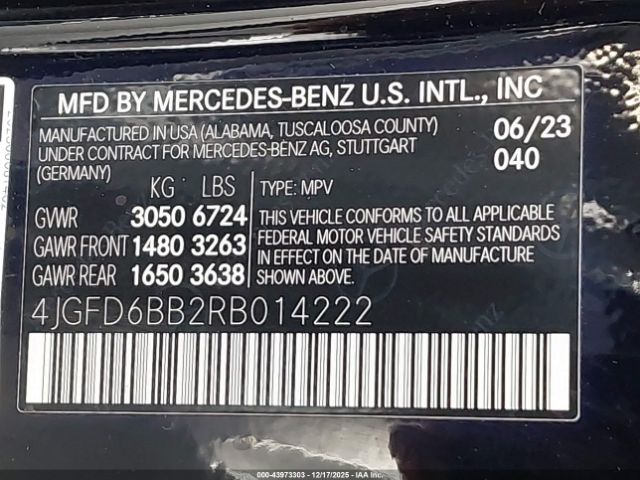 MFD BY MERCEDES-BENZ U.S. INTL., INC
MANUFACTURED IN USA (ALABAMA, TUSCALOOSA COUNTY)
UNDER CONTRACT FOR MERCEDES-BENZ AG, STUTTGART
(GERMANY)
06/23
040
KG LBS
GVWR 3050 6724
GAWR FRONT 1480 3263
GAWR REAR 1650 3638
TYPE: MPV
THIS VEHICLE CONFORMS TO ALL APPLICABLE
FEDERAL MOTOR VEHICLE SAFETY STANDARDS
IN EFFECT ON THE DATE OF MANUFACTURE
SHOWN ABOVE.
4JGFD6BB2RB014222
00-43973303 | 12/17/2025 | IAAI